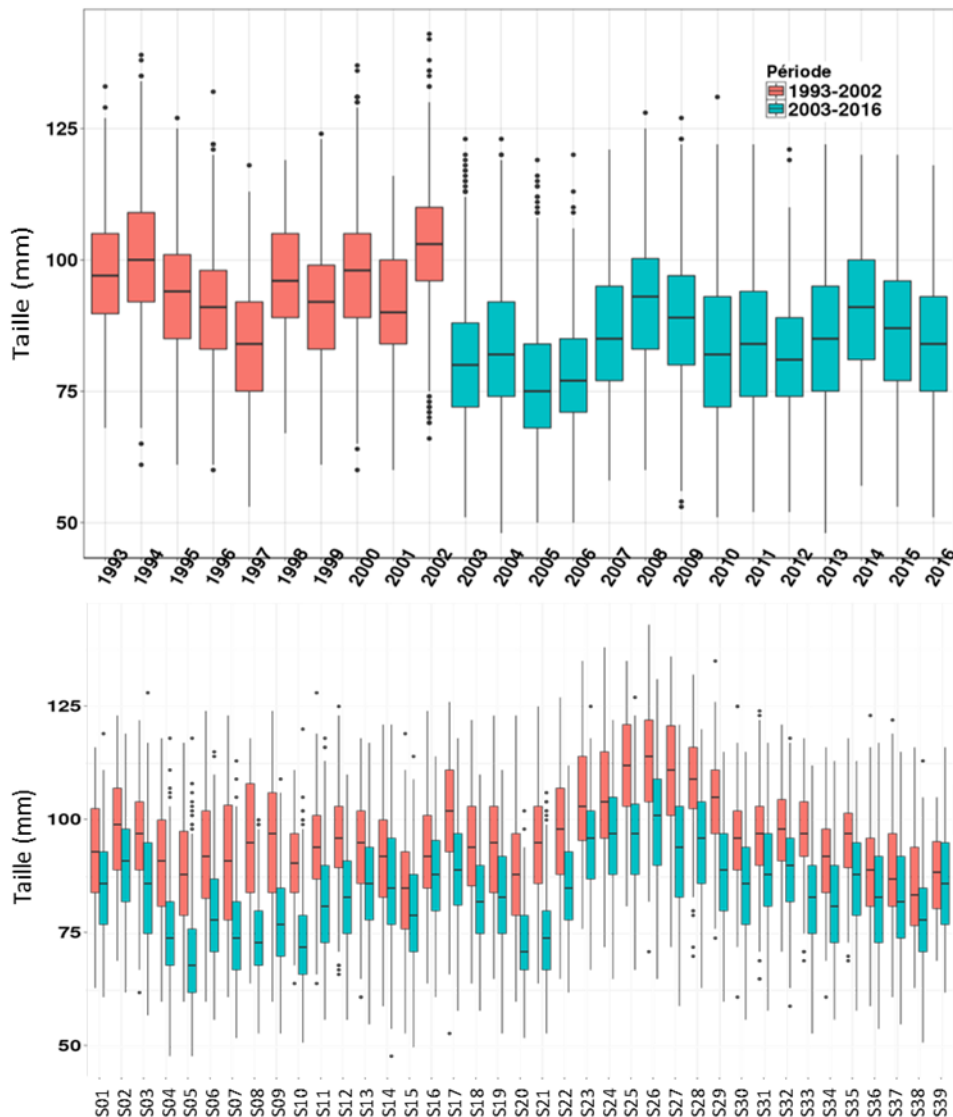 Taille (mm)
125
100
75
50
Période
1993-2002
2003-2016
1993
1994
1995
1996
1997
1998
1999
2000
2001
2002
2003
2004
2005
2006
2007
2008
2009
2010
2011
2012
2013
2014
2015
2016
Taille (mm)
125
100
75
50
S01
S02
S03
S04
S05
S06
S07
S08
S09
S10
S11
S12
S13
S14
S15
S16
S17
S18
S19
S20
S21
S22
S23
S24
S25
S26
S27
S28
S29
S30
S31
S32
S33
S34
S35
S36
S37
S38
S39